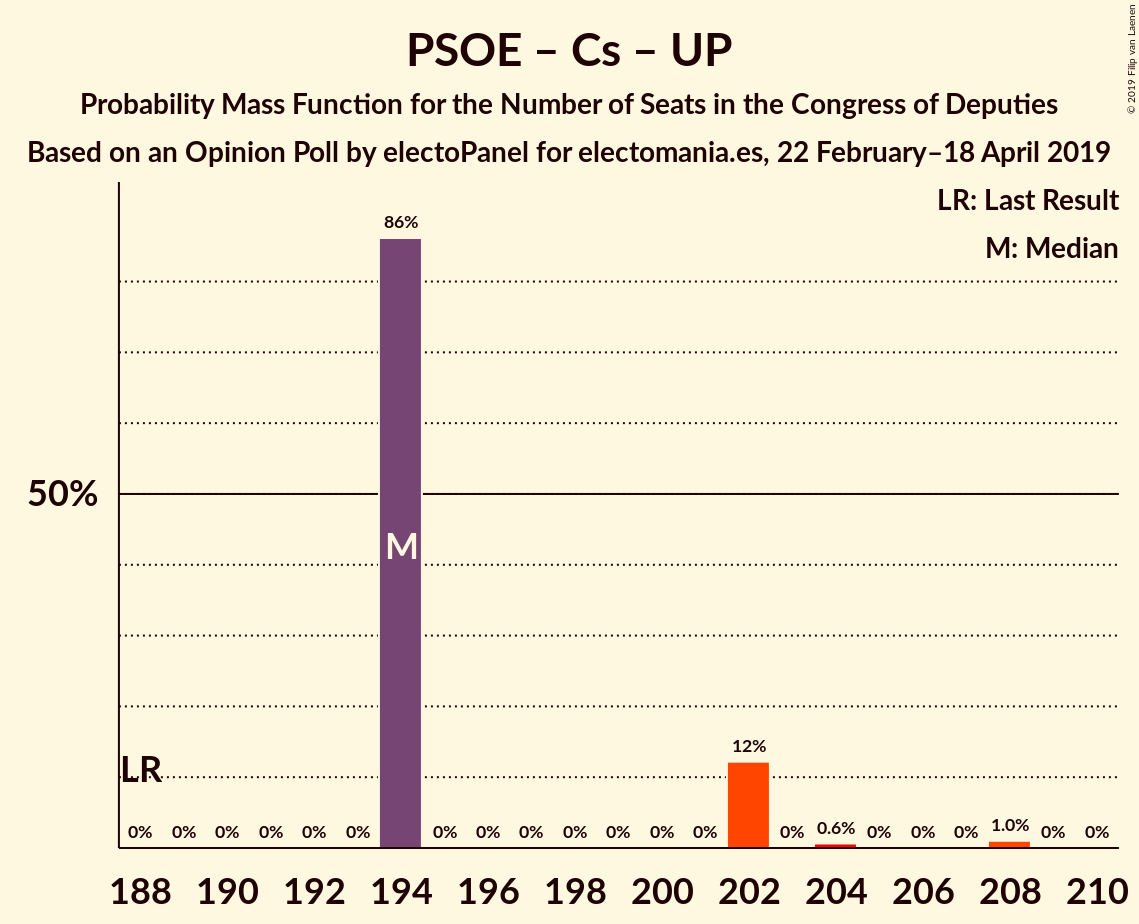 PSOE – Cs – UP
Probability Mass Function for the Number of Seats in the Congress of Deputies
Based on an Opinion Poll by electoPanel for electomania.es, 22 February–18 April 2019
© 2019 Filip van Laenen
LR: Last Result
M: Median
86%
50%
M
12%
LR
0% 0% 0% 0% 0% 0% 0% 0% 0% 0% 0% 0% 0% 0% 0.6% 0% 0% 0% 1.0% 0% 0%
188 190 192 194 196 198 200 202 204 206 208 210